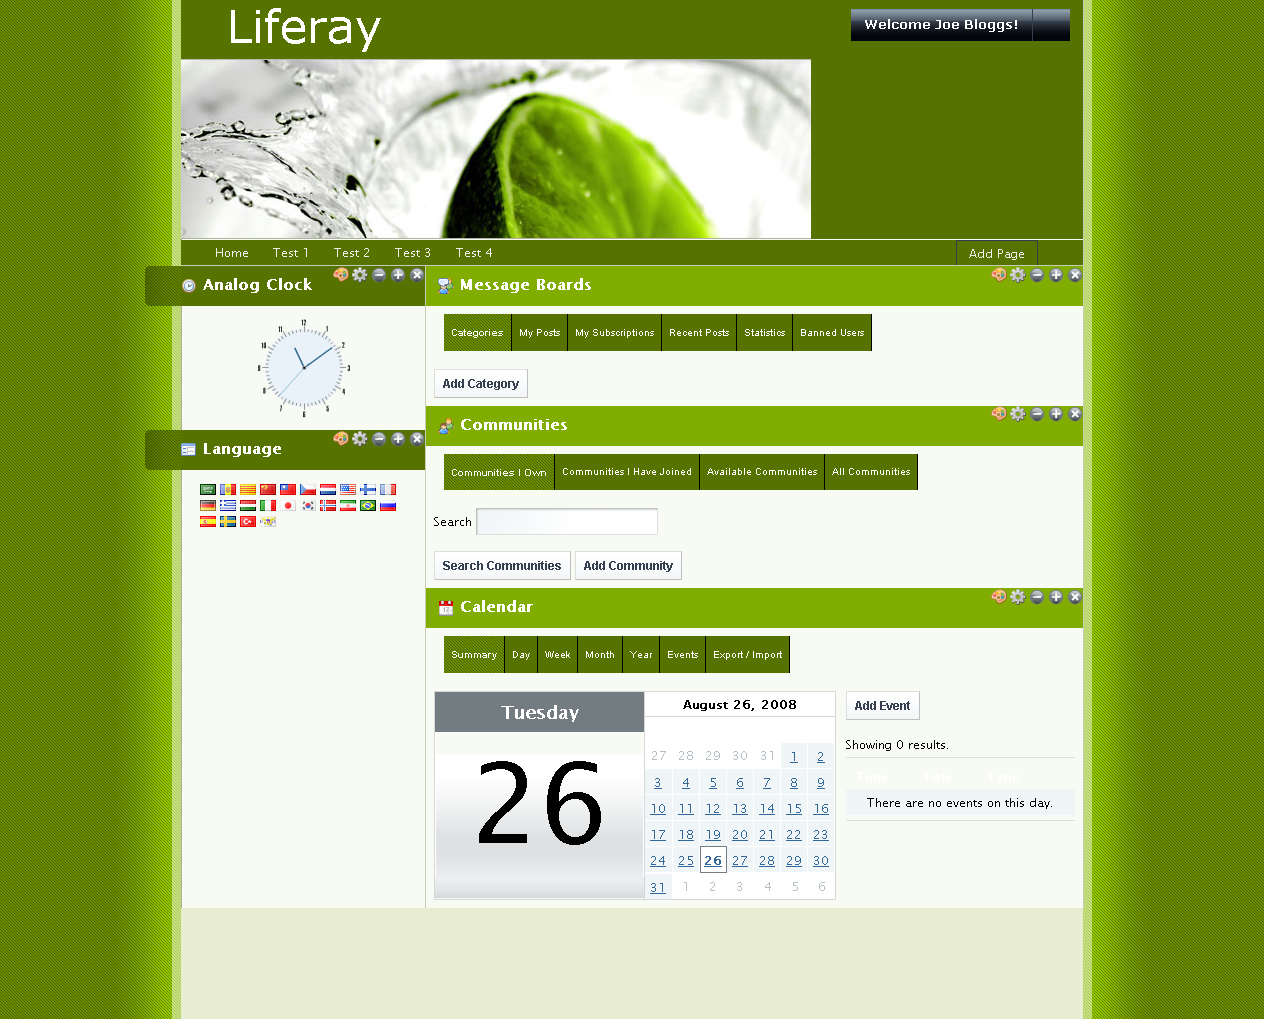 Liferay
Welcome Joe Bloggs!
Home Test 1 Test 2 Test 3 Test 4 Add Page
Analog Clock
12 1 2 3 4 5 6 7 8 9 10 11
Language
Message Boards
Categories My Posts My Subscriptions Recent Posts Statistics Banned Users
Add Category
Communities
Communities I Own Communities I Have Joined Available Communities All Communities
Search
Search Communities Add Community
Calendar
Summary Day Week Month Year Events Export / Import
Tuesday
26
August 26, 2008
27 28 29 30 31 1 2
3 4 5 6 7 8 9
10 11 12 13 14 15 16
17 18 19 20 21 22 23
24 25 26 27 28 29 30
31 1 2 3 4 5 6
Add Event
Showing 0 results.
Time Title Type
There are no events on this day.